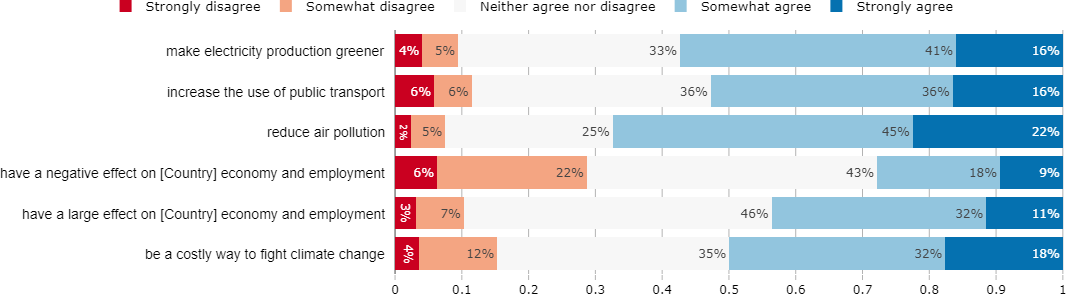 Strongly disagree Somewhat disagree Neither agree nor disagree Somewhat agree Strongly agree
make electricity production greener 4% 5% 33% 41% 16%
increase the use of public transport 6% 6% 36% 36% 16%
reduce air pollution 2% 5% 25% 45% 22%
have a negative effect on [Country] economy and employment 6% 22% 43% 18% 9%
have a large effect on [Country] economy and employment 3% 7% 46% 32% 11%
be a costly way to fight climate change 4% 12% 35% 32% 18%
0 0.1 0.2 0.3 0.4 0.5 0.6 0.7 0.8 0.9 1